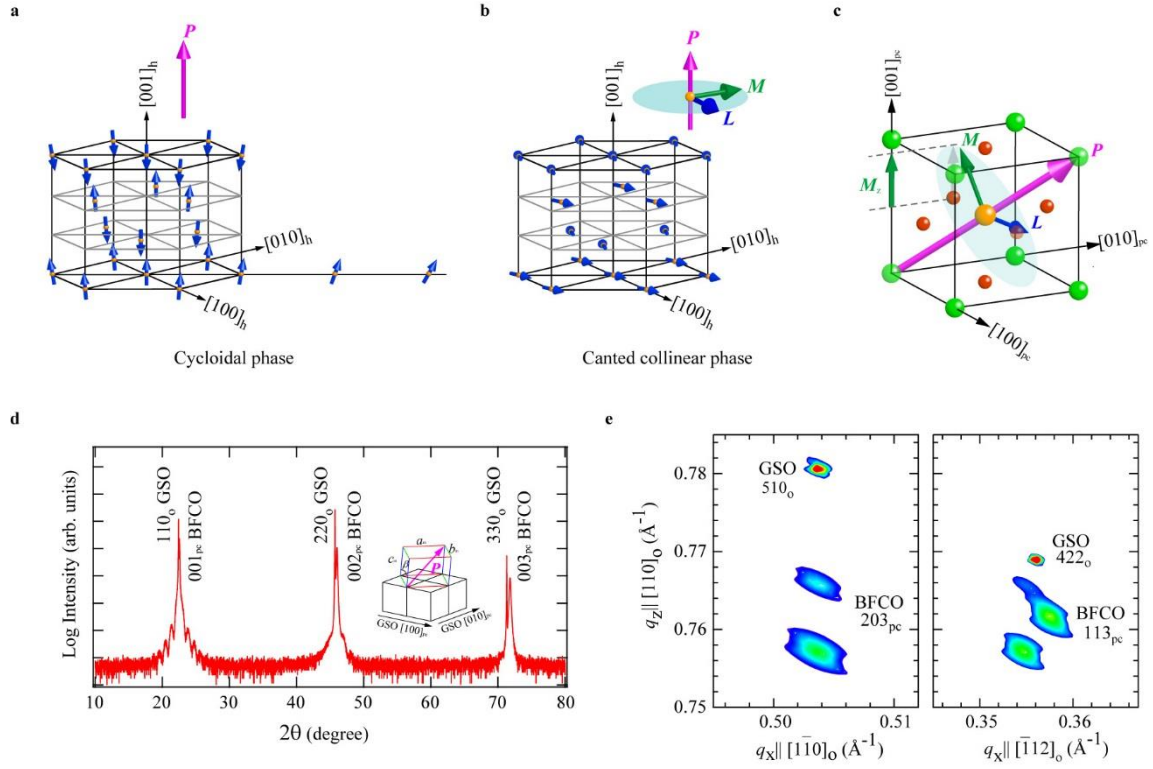 a
b
c
P
[001]h
[010]h
[100]h
Cycloidal phase
P
M
L
[001]h
[010]h
[100]h
Canted collinear phase
[001]pc
M
P
Mz
L
[010]pc
[100]pc
d
e
Log Intensity (arb. units)
110o GSO
001pc BFCO
220o GSO
002pc BFCO
330o GSO
003pc BFCO
P
GSO [100]pc
GSO [010]pc
10 20 30 40 50 60 70 80
2θ (degree)
qz|| [110]o (Å-1)
0.78
0.77
0.76
0.75
GSO
510o
BFCO
203pc
0.50 0.51
qx|| [11̅0]o (Å-1)
GSO
422o
BFCO
113pc
0.35 0.36
qx|| [1̅12]o (Å-1)